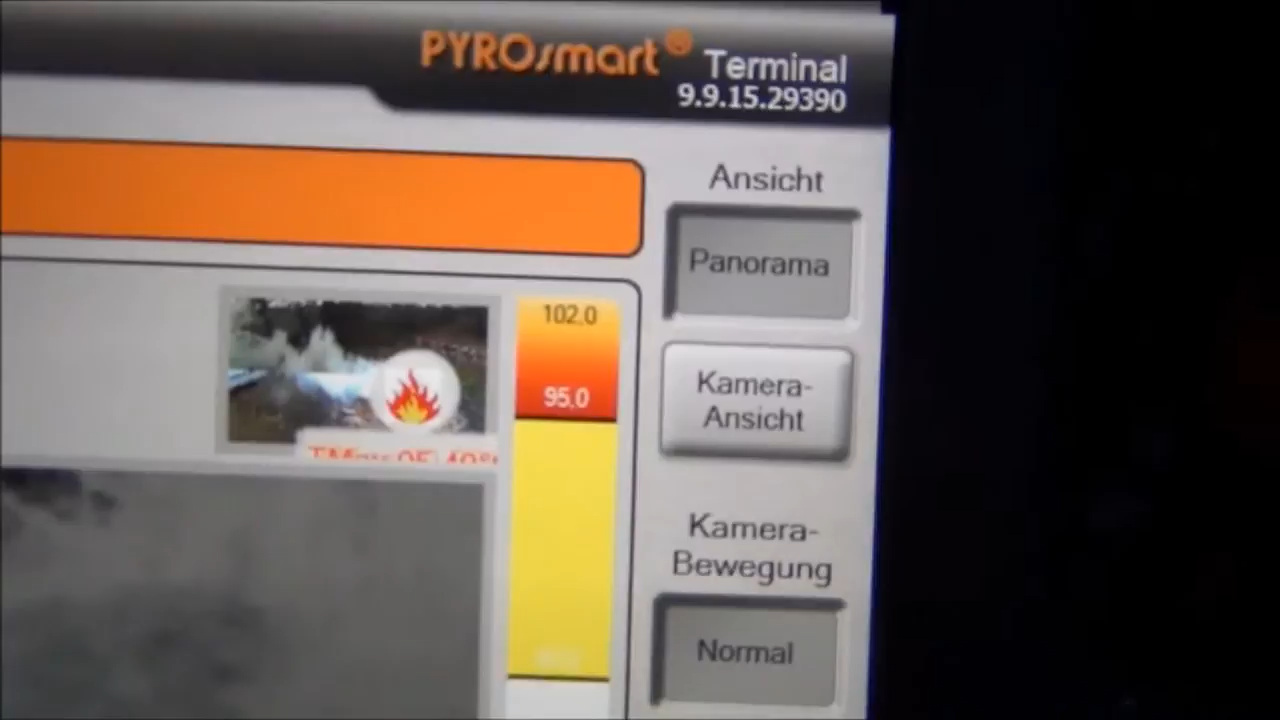 PYROsmart® Terminal
9.9.15.29390
Ansicht
Panorama
102,0
95,0
Kamera-
Ansicht
Kamera-
Bewegung
Normal